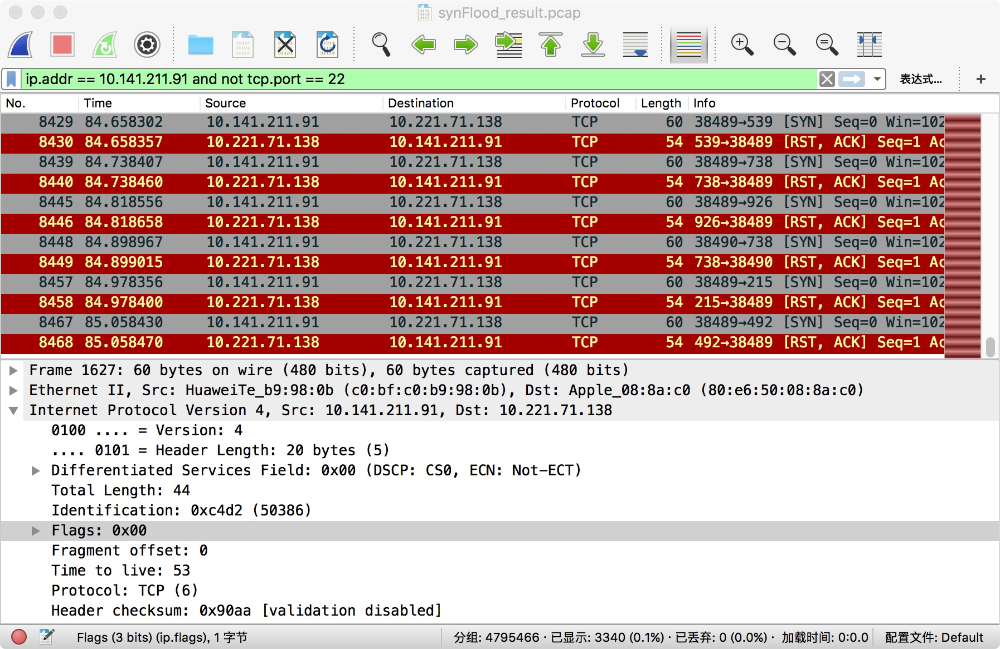 synFlood_result.pcap
ip.addr == 10.141.211.91 and not tcp.port == 22 表达式... +
No. Time Source Destination Protocol Length Info
8429 84.658302 10.141.211.91 10.221.71.138 TCP 60 38489→539 [SYN] Seq=0 Win=102
8430 84.658357 10.221.71.138 10.141.211.91 TCP 54 539→38489 [RST, ACK] Seq=1 Ac
8439 84.738407 10.141.211.91 10.221.71.138 TCP 60 38489→738 [SYN] Seq=0 Win=102
8440 84.738460 10.221.71.138 10.141.211.91 TCP 54 738→38489 [RST, ACK] Seq=1 Ac
8445 84.818556 10.141.211.91 10.221.71.138 TCP 60 38489→926 [SYN] Seq=0 Win=102
8446 84.818658 10.221.71.138 10.141.211.91 TCP 54 926→38489 [RST, ACK] Seq=1 Ac
8448 84.898967 10.141.211.91 10.221.71.138 TCP 60 38490→738 [SYN] Seq=0 Win=102
8449 84.899015 10.221.71.138 10.141.211.91 TCP 54 738→38490 [RST, ACK] Seq=1 Ac
8457 84.978356 10.141.211.91 10.221.71.138 TCP 60 38489→215 [SYN] Seq=0 Win=102
8458 84.978400 10.221.71.138 10.141.211.91 TCP 54 215→38489 [RST, ACK] Seq=1 Ac
8467 85.058430 10.141.211.91 10.221.71.138 TCP 60 38489→492 [SYN] Seq=0 Win=102
8468 85.058470 10.221.71.138 10.141.211.91 TCP 54 492→38489 [RST, ACK] Seq=1 Ac
Frame 1627: 60 bytes on wire (480 bits), 60 bytes captured (480 bits)
Ethernet II, Src: HuaweiTe_b9:98:0b (c0:bf:c0:b9:98:0b), Dst: Apple_08:8a:c0 (80:e6:50:08:8a:c0)
Internet Protocol Version 4, Src: 10.141.211.91, Dst: 10.221.71.138
0100 .... = Version: 4
.... 0101 = Header Length: 20 bytes (5)
Differentiated Services Field: 0x00 (DSCP: CS0, ECN: Not-ECT)
Total Length: 44
Identification: 0xc4d2 (50386)
Flags: 0x00
Fragment offset: 0
Time to live: 53
Protocol: TCP (6)
Header checksum: 0x90aa [validation disabled]
Flags (3 bits) (ip.flags), 1 字节 分组: 4795466 · 已显示: 3340 (0.1%) · 已丢弃: 0 (0.0%) · 加载时间: 0:0.0 配置文件: Default